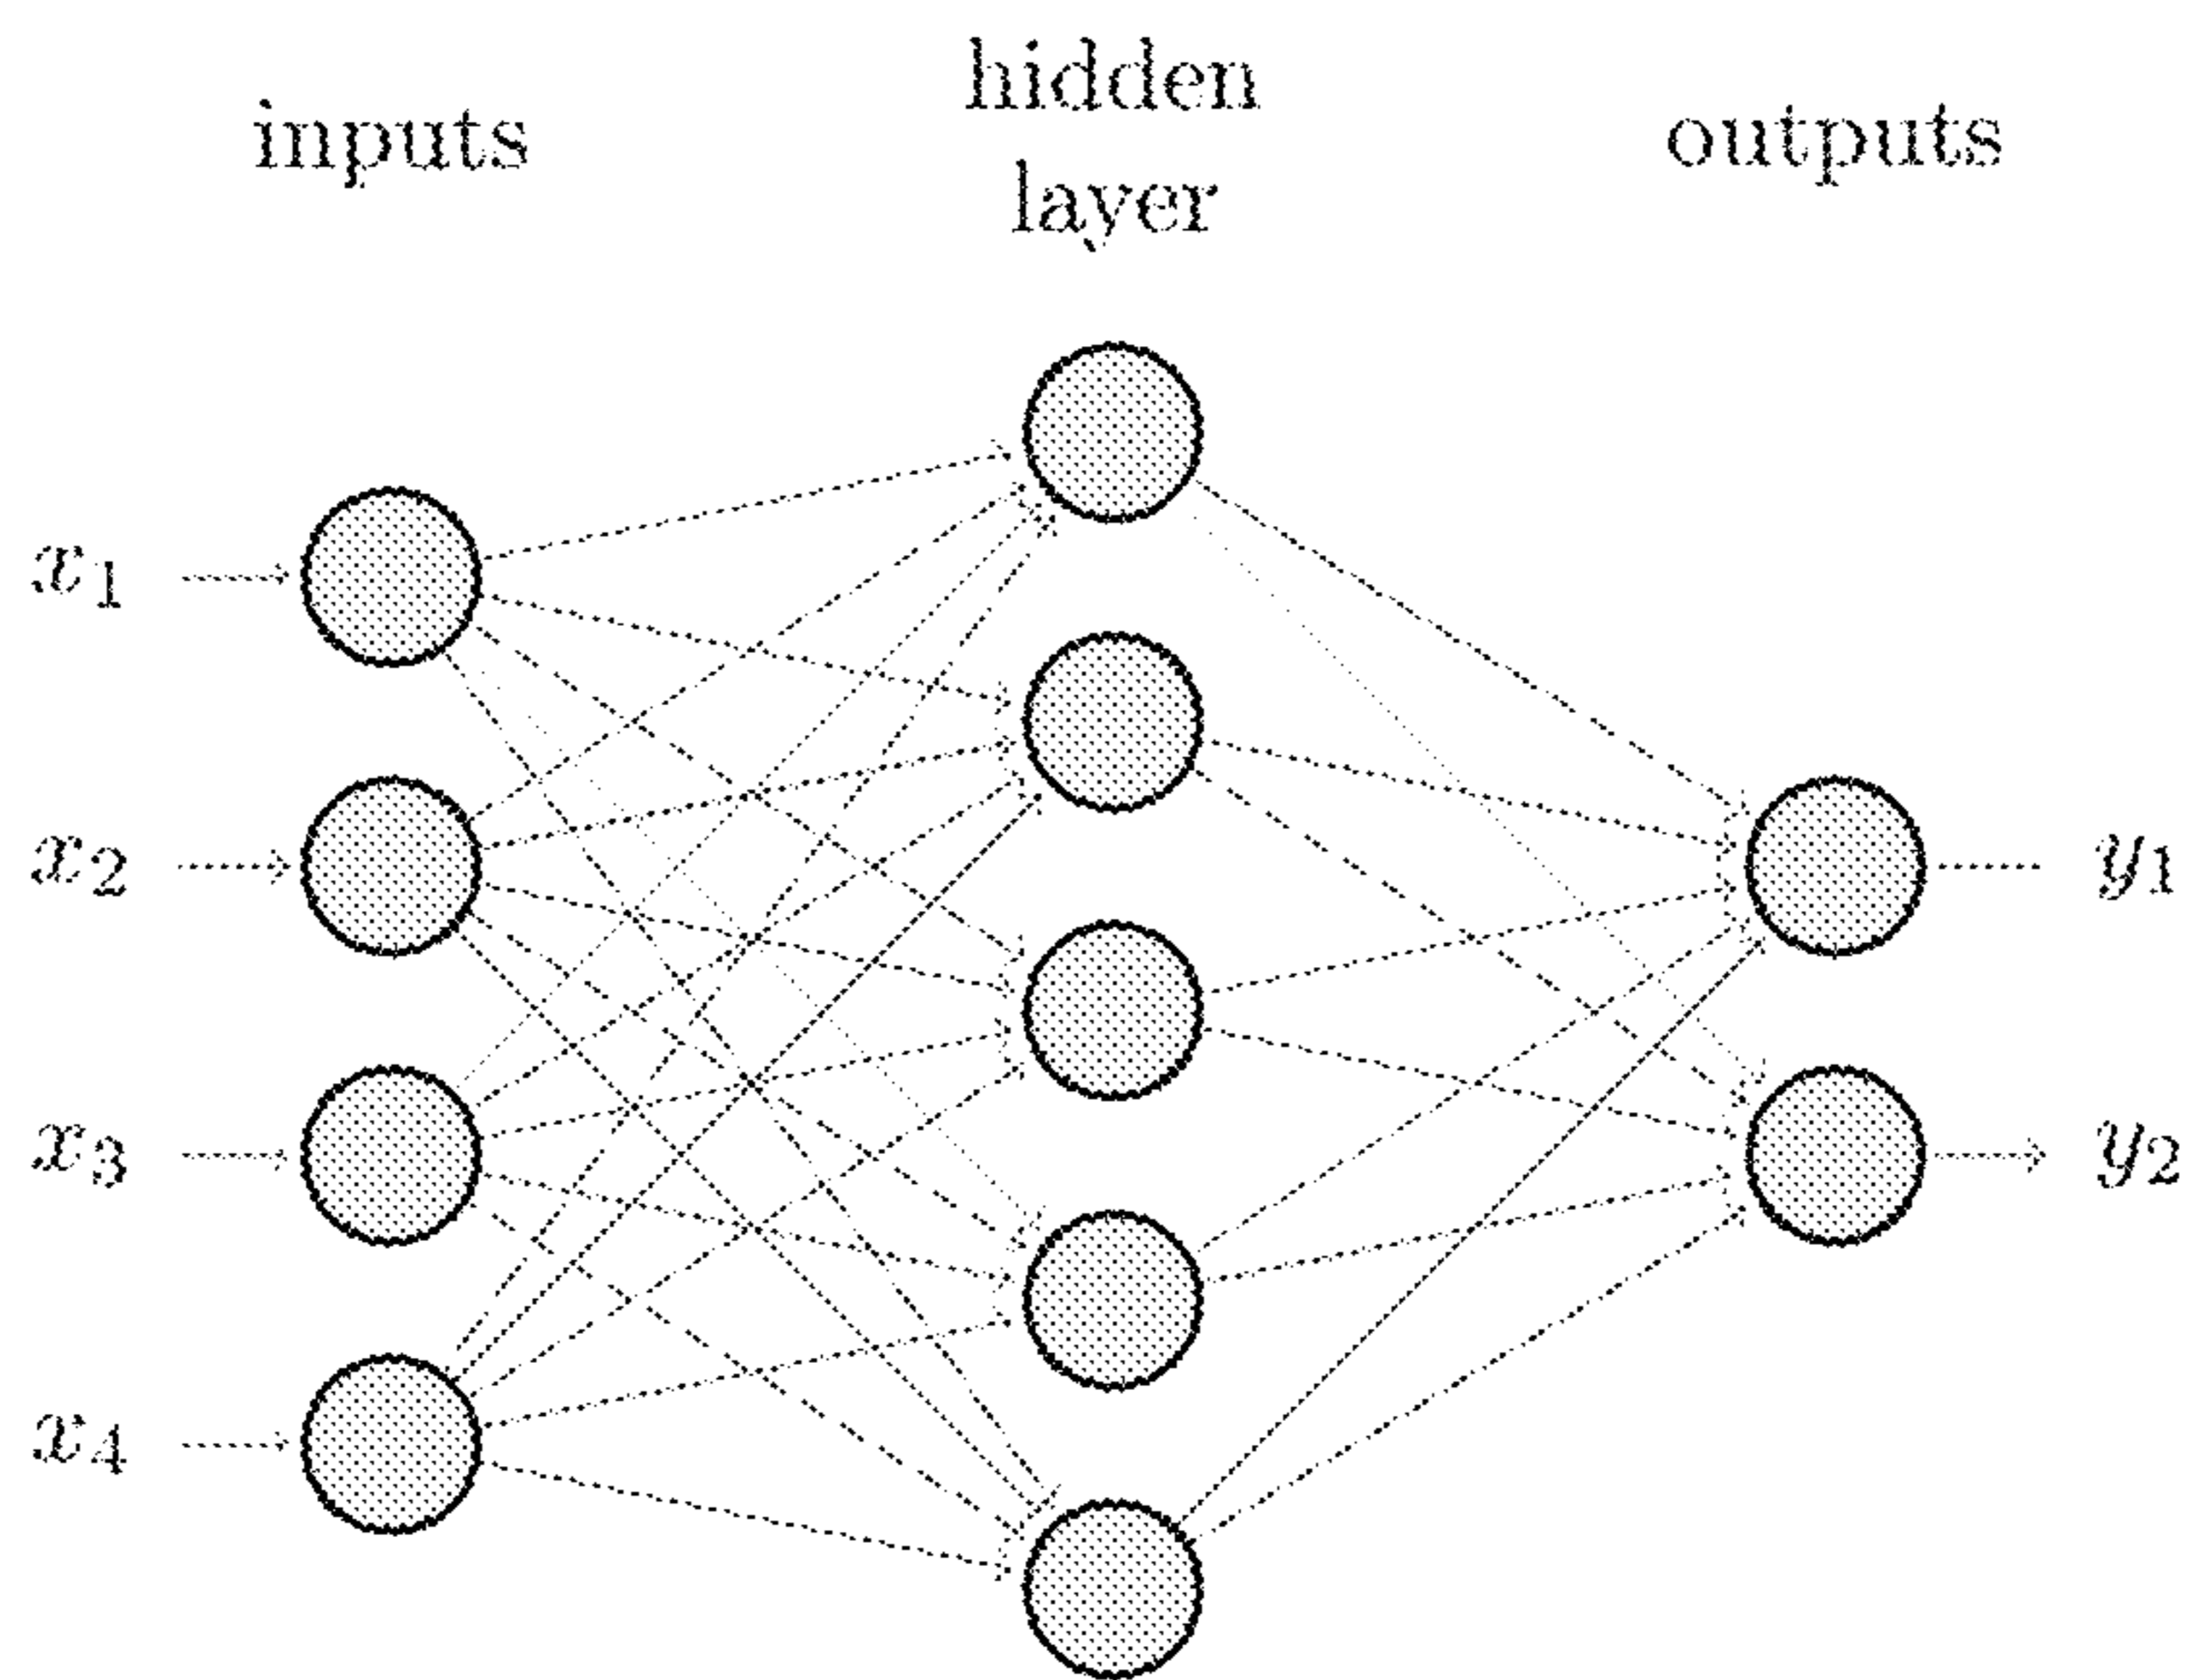 inputs
hidden
layer
outputs
x1
x2
x3
x4
y1
y2